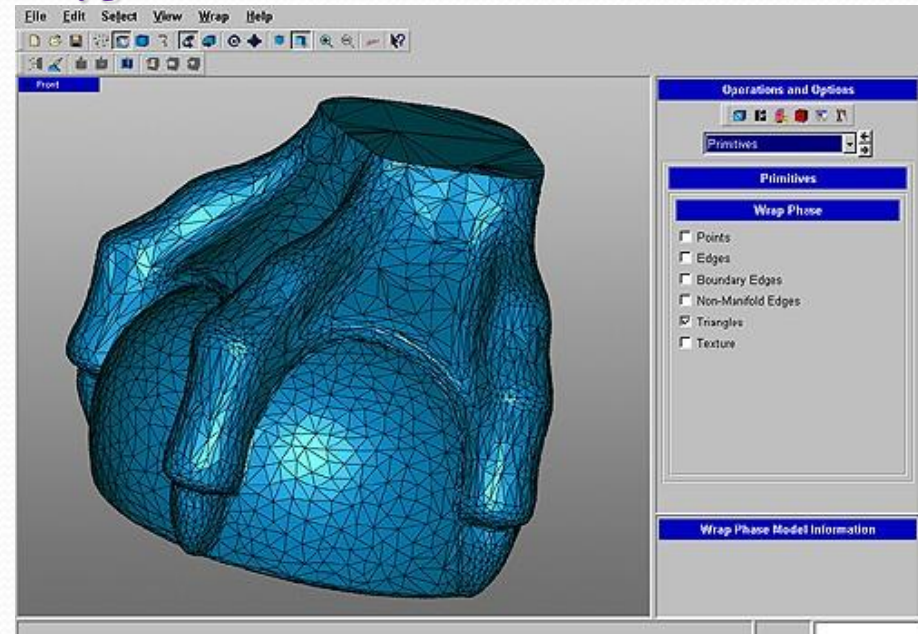 File Edit Select View Wrap Help
Front
Operations and Options
Primitives
Primitives
Wrap Phase
Points
Edges
Boundary Edges
Non-Manifold Edges
Triangles
Texture
Wrap Phase Model Information